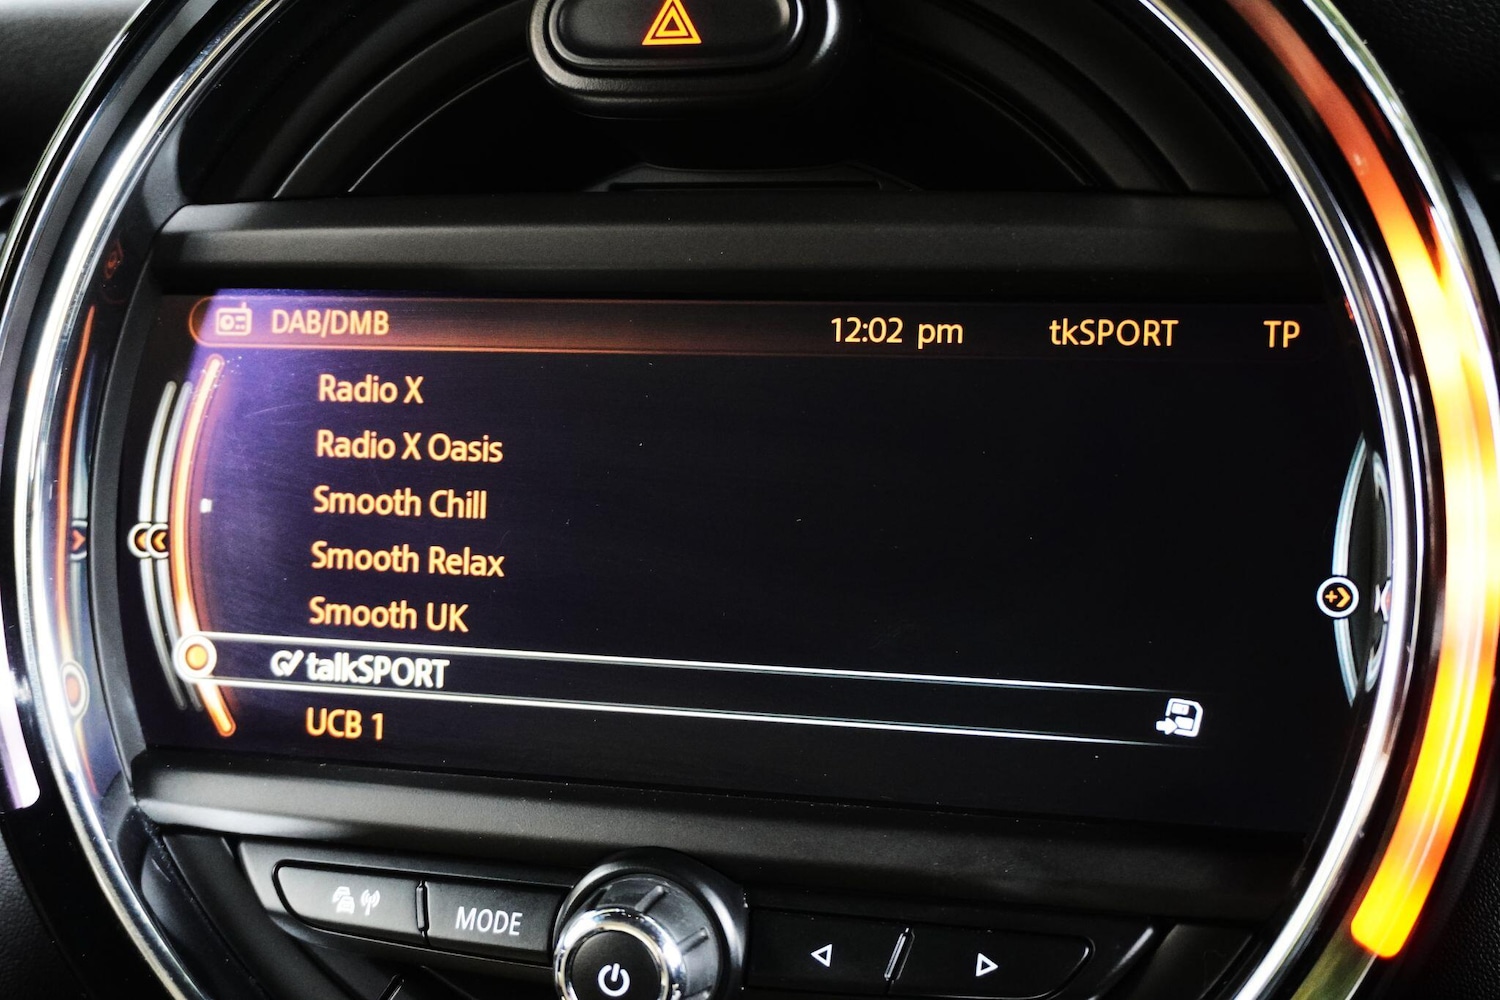 DAB/DMB 12:02 pm tkSPORT TP
Radio X
Radio X Oasis
Smooth Chill
Smooth Relax
Smooth UK
talkSPORT
UCB 1
MODE